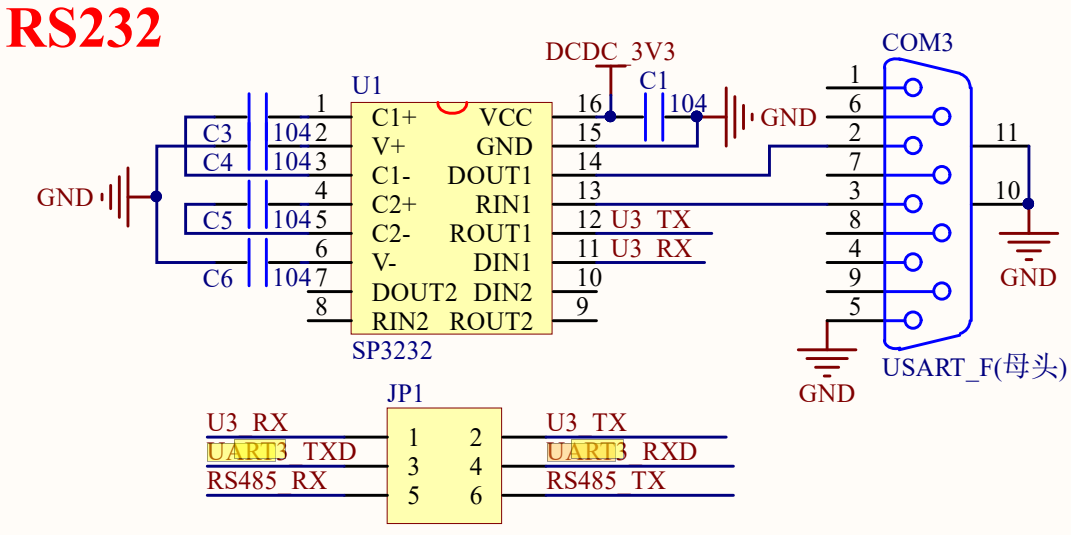 RS232
DCDC_3V3
COM3
U1
C1
104
1
C1+
VCC
16
GND
C3
104
2
V+
GND
15
C4
104
3
C1-
DOUT1
14
GND
4
C2+
RIN1
13
C5
104
5
C2-
ROUT1
12
U3_TX
6
V-
DIN1
11
U3_RX
C6
104
7
DOUT2
DIN2
10
8
RIN2
ROUT2
9
SP3232
1
6
2
7
3
8
4
9
5
11
10
GND
GND
USART_F(母头)
JP1
U3_RX
1
2
U3_TX
UART3_TXD
3
4
UART3_RXD
RS485_RX
5
6
RS485_TX